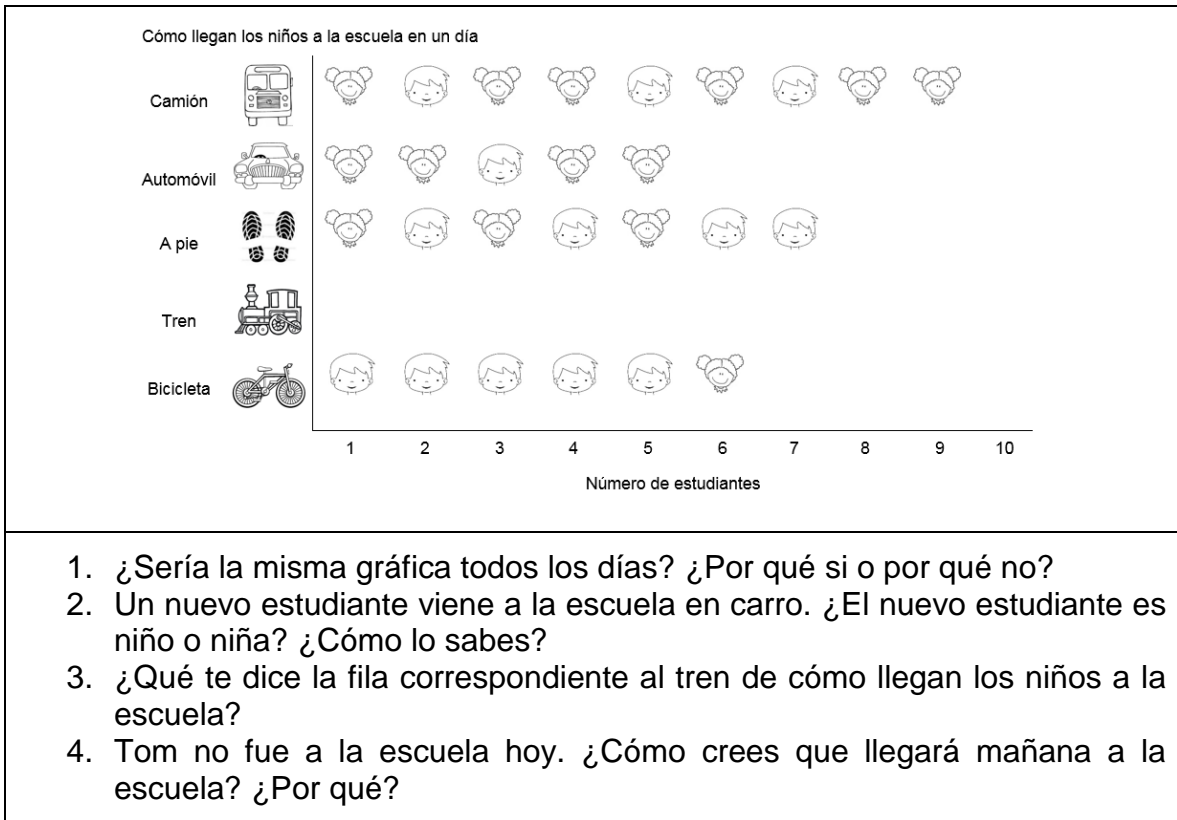 Cómo llegan los niños a la escuela en un día
Camión
Automóvil
A pie
Tren
Bicicleta
1 2 3 4 5 6 7 8 9 10
Número de estudiantes
1. ¿Sería la misma gráfica todos los días? ¿Por qué si o por qué no?
2. Un nuevo estudiante viene a la escuela en carro. ¿El nuevo estudiante es
niño o niña? ¿Cómo lo sabes?
3. ¿Qué te dice la fila correspondiente al tren de cómo llegan los niños a la
escuela?
4. Tom no fue a la escuela hoy. ¿Cómo crees que llegará mañana a la
escuela? ¿Por qué?